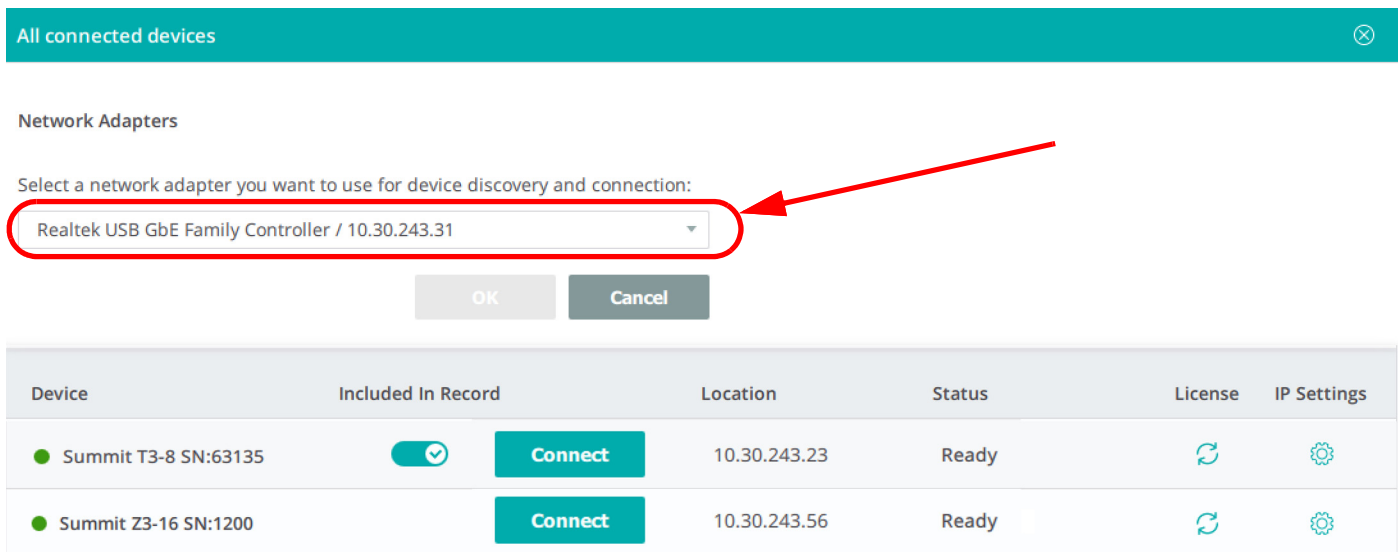 All connected devices
Network Adapters
Select a network adapter you want to use for device discovery and connection:
Realtek USB GbE Family Controller / 10.30.243.31
OK Cancel
Device Included In Record Location Status License IP Settings
Summit T3-8 SN:63135 Connect 10.30.243.23 Ready
Summit Z3-16 SN:1200 Connect 10.30.243.56 Ready